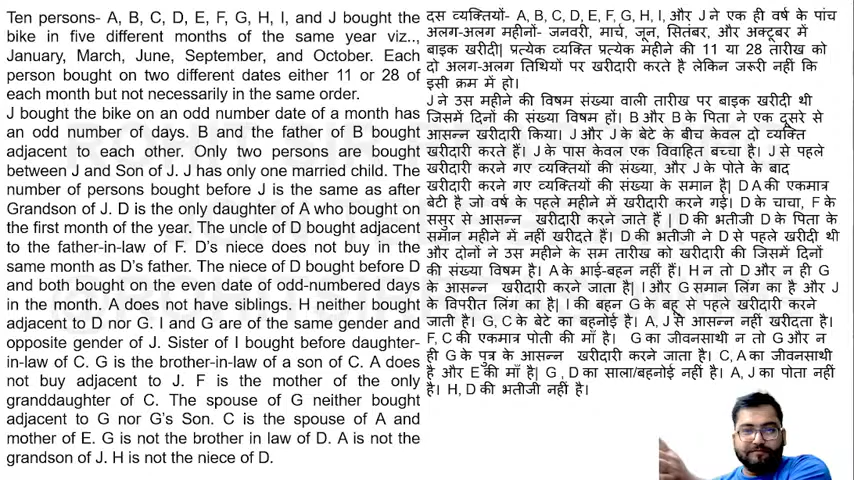 Ten persons- A, B, C, D, E, F, G, H, I, and J bought the
bike in five different months of the same year viz..,
January, March, June, September, and October. Each
person bought on two different dates either 11 or 28 of
each month but not necessarily in the same order.
J bought the bike on an odd number date of a month has
an odd number of days. B and the father of B bought
adjacent to each other. Only two persons are bought
between J and Son of J. J has only one married child. The
number of persons bought before J is the same as after
Grandson of J. D is the only daughter of A who bought on
the first month of the year. The uncle of D bought adjacent
to the father-in-law of F. D's niece does not buy in the
same month as D's father. The niece of D bought before D
and both bought on the even date of odd-numbered days
in the month. A does not have siblings. H neither bought
adjacent to D nor G. I and G are of the same gender and
opposite gender of J. Sister of I bought before daughter-
in-law of C. G is the brother-in-law of a son of C. A does
not buy adjacent to J. F is the mother of the only
granddaughter of C. The spouse of G neither bought
adjacent to G nor G's Son. C is the spouse of A and
mother of E. G is not the brother in law of D. A is not the
grandson of J. H is not the niece of D.
दस व्यक्तियों- A, B, C, D, E, F, G, H, I, और J ने एक ही वर्ष के पांच
अलग-अलग महीनों- जनवरी, मार्च, जून, सितंबर, और अक्टूबर में
बाइक खरीदी| प्रत्येक व्यक्ति प्रत्येक महीने की 11 या 28 तारीख को
दो अलग-अलग तिथियों पर खरीदारी करते है लेकिन जरूरी नहीं कि
इसी क्रम में हो।
J ने उस महीने की विषम संख्या वाली तारीख पर बाइक खरीदी थी
जिसमें दिनों की संख्या विषम हों। B और B के पिता ने एक दूसरे से
आसन्न खरीदारी किया। J और J के बेटे के बीच केवल दो व्यक्ति
खरीदारी करते हैं। J के पास केवल एक विवाहित बच्चा है। J से पहले
खरीदारी करने गए व्यक्तियों की संख्या, और J के पोते के बाद
खरीदारी करने गए व्यक्तियों की संख्या के समान है| D A की एकमात्र
बेटी है जो वर्ष के पहले महीने में खरीदारी करने गई। D के चाचा, F के
ससुर से आसन्न खरीदारी करने जाते हैं | D की भतीजी D के पिता के
समान महीने में नहीं खरीदते हैं। D की भतीजी ने D से पहले खरीदी थी
और दोनों ने उस महीने के सम तारीख को खरीदारी की जिसमें दिनों
की संख्या विषम है। A के भाई-बहन नहीं हैं। H न तो D और न ही G
के आसन्न खरीदारी करने जाता है| I और G समान लिंग का है और J
के विपरीत लिंग का है| I की बहन G के बहू से पहले खरीदारी करने
जाती है। G, C के बेटे का बहनोई है। A, J से आसन्न नहीं खरीदता है।
F, C की एकमात्र पोती की माँ है। G का जीवनसाथी न तो G और न
ही G के पुत्र के आसन्न खरीदारी करने जाता है। C, A का जीवनसाथी
है और E की माँ है| G , D का साला/बहनोई नहीं है। A, J का पोता नहीं
है। H, D की भतीजी नहीं है।